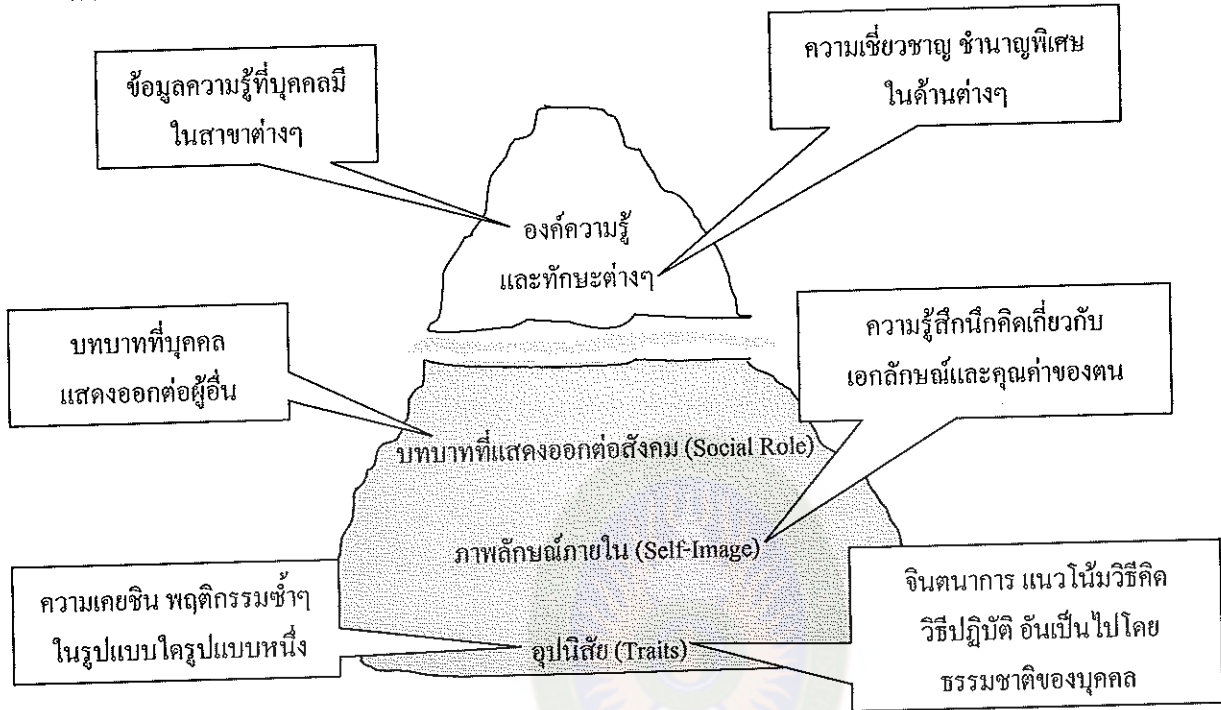 ข้อมูลความรู้ที่บุคคลมี
ในสาขาต่างๆ
ความเชี่ยวชาญ ชำนาญพิเศษ
ในด้านต่างๆ
องค์ความรู้
และทักษะต่างๆ
บทบาทที่บุคคล
แสดงออกต่อผู้อื่น
ความรู้สึกนึกคิดเกี่ยวกับ
เอกลักษณ์และคุณค่าของตน
บทบาทที่แสดงออกต่อสังคม (Social Role)
ภาพลักษณ์ภายใน (Self-Image)
ความเคยชิน พฤติกรรมซ้ำๆ
ในรูปแบบใดรูปแบบหนึ่ง
อุปนิสัย (Traits)
จินตนาการ แนวโน้มวิธีคิด
วิธีปฏิบัติ อันเป็นไปโดย
ธรรมชาติของบุคคล